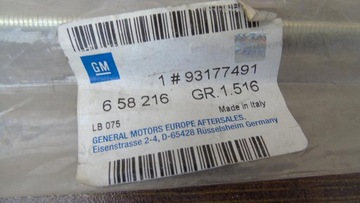 GM
1 # 93177491
6 58 216 GR.1.516
LB 075 Made in Italy
GENERAL MOTORS EUROPE AFTERSALES.
Eisenstrasse 2-4, D-65428 Rüsselsheim Germany